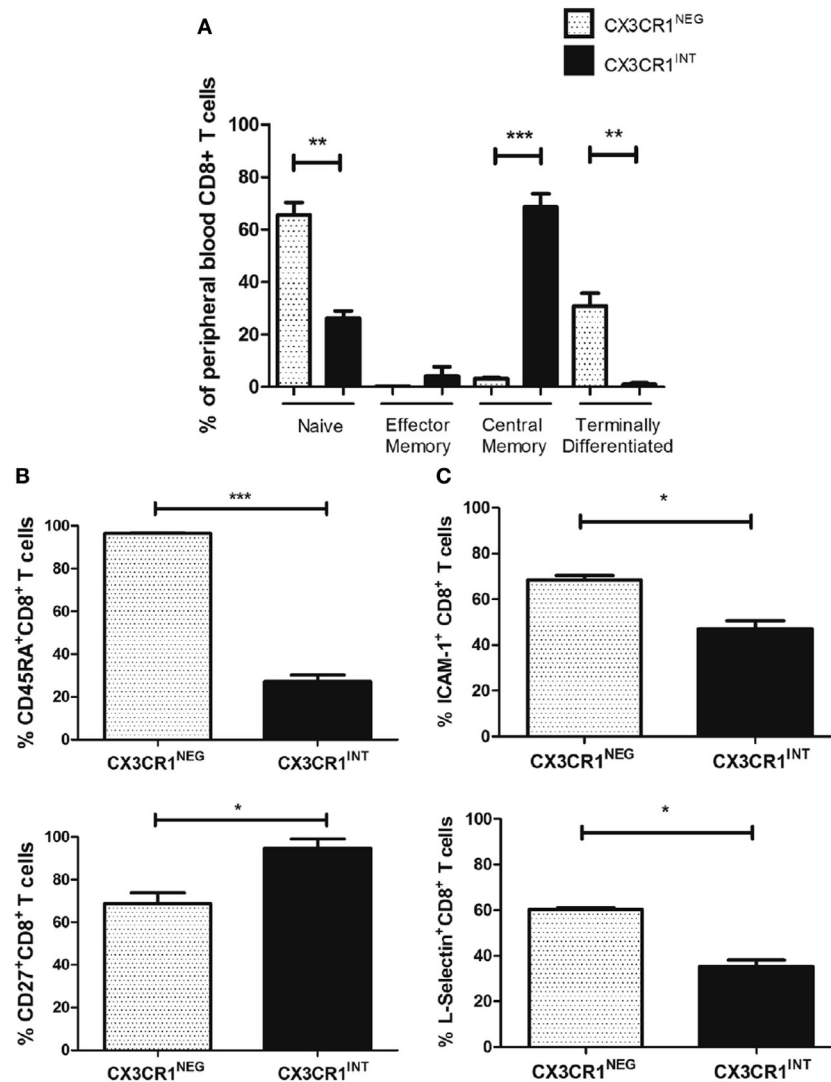 A
CX3CR1NEG
CX3CR1INT
% of peripheral blood CD8+ T cells
100
80
60
40
20
0
**
***
**
Naive
Effector Memory
Central Memory
Terminally Differentiated
B
% CD45RA+CD8+ T cells
100
80
60
40
20
0
***
CX3CR1NEG
CX3CR1INT
C
% ICAM-1+ CD8+ T cells
100
80
60
40
20
0
*
CX3CR1NEG
CX3CR1INT
% CD27+CD8+ T cells
100
80
60
40
20
0
*
CX3CR1NEG
CX3CR1INT
% L-Selectin+CD8+ T cells
100
80
60
40
20
0
*
CX3CR1NEG
CX3CR1INT